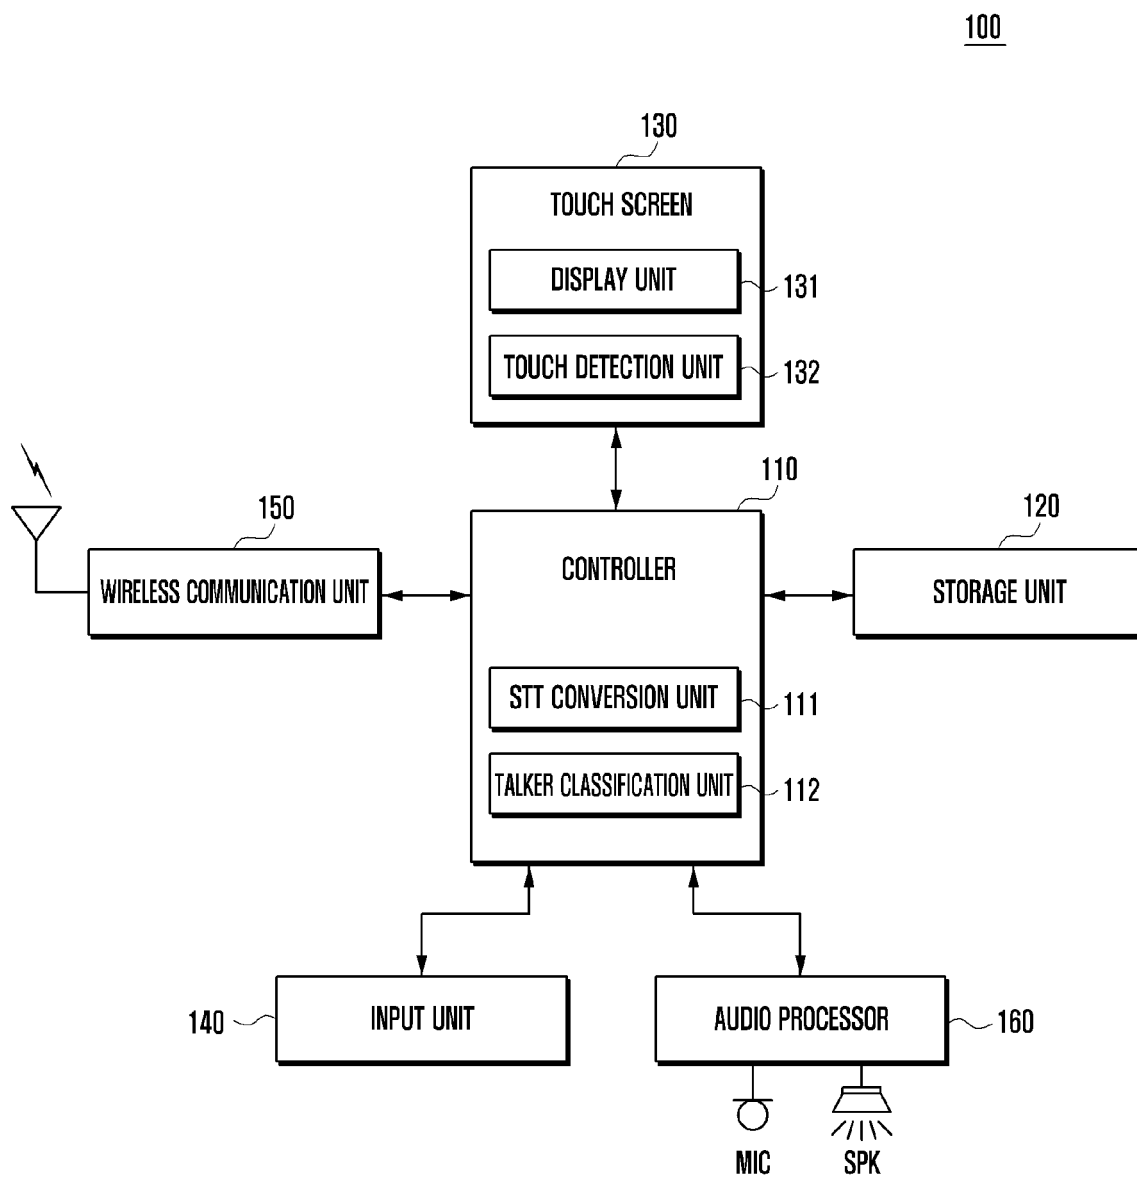 100
130
TOUCH SCREEN
DISPLAY UNIT
131
TOUCH DETECTION UNIT
132
110
150
120
CONTROLLER
WIRELESS COMMUNICATION UNIT
STORAGE UNIT
STT CONVERSION UNIT
111
TALKER CLASSIFICATION UNIT
112
140
INPUT UNIT
AUDIO PROCESSOR
160
MIC
SPK